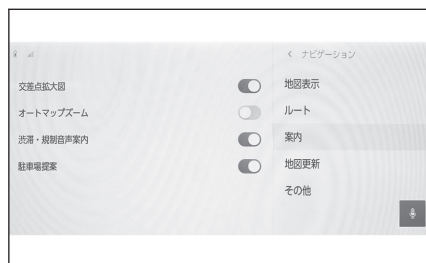 交差点拡大図
オートマップズーム
渋滞・規制音声案内
駐車場提案
く ナビゲーション
地図表示
ルート
案内
地図更新
その他